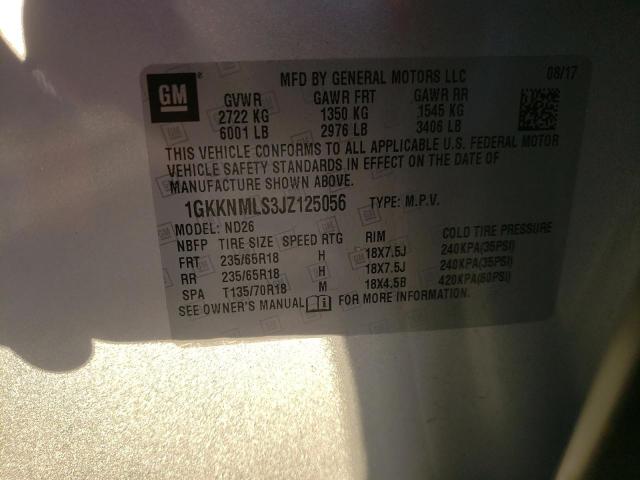 GM
MFD BY GENERAL MOTORS LLC 08/17
GVWR GAWR FRT GAWR RR
2722 KG 1350 KG 1545 KG
6001 LB 2976 LB 3406 LB
THIS VEHICLE CONFORMS TO ALL APPLICABLE U.S. FEDERAL MOTOR
VEHICLE SAFETY STANDARDS IN EFFECT ON THE DATE OF
MANUFACTURE SHOWN ABOVE.
1GKKNMLS3JZ125056 TYPE: M.P.V.
MODEL: ND26
NBFP TIRE SIZE SPEED RTG RIM COLD TIRE PRESSURE
FRT 235/65R18 H 18X7.5J 240KPA(35PSI)
RR 235/65R18 H 18X7.5J 240KPA(35PSI)
SPA T135/70R18 M 18X4.5B 420KPA(60PSI)
SEE OWNER'S MANUAL i FOR MORE INFORMATION.